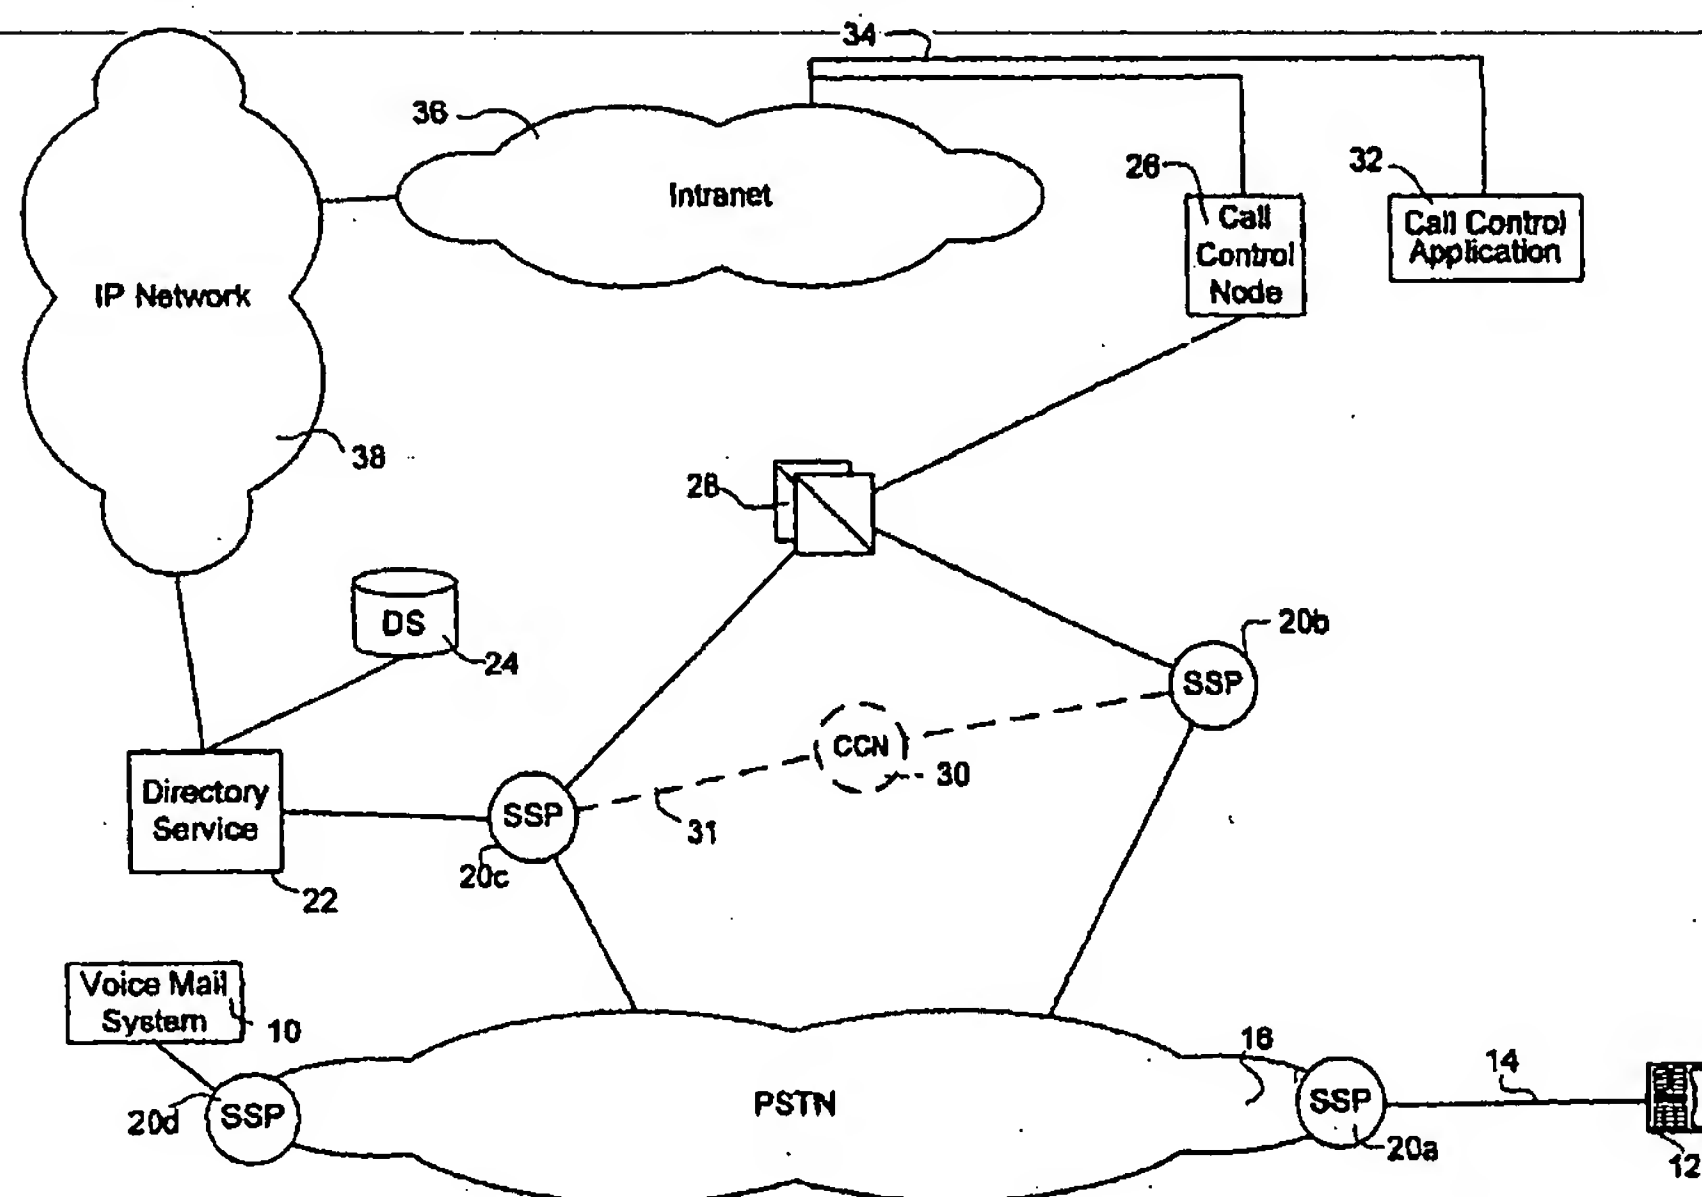 34
36
Intranet
26
Call
Control
Node
32
Call Control
Application
IP Network
38
28
DS
24
20b
SSP
CCN
30
31
Directory
Service
22
SSP
20c
Voice Mail
System
10
20d
SSP
PSTN
16
SSP
20a
14
12